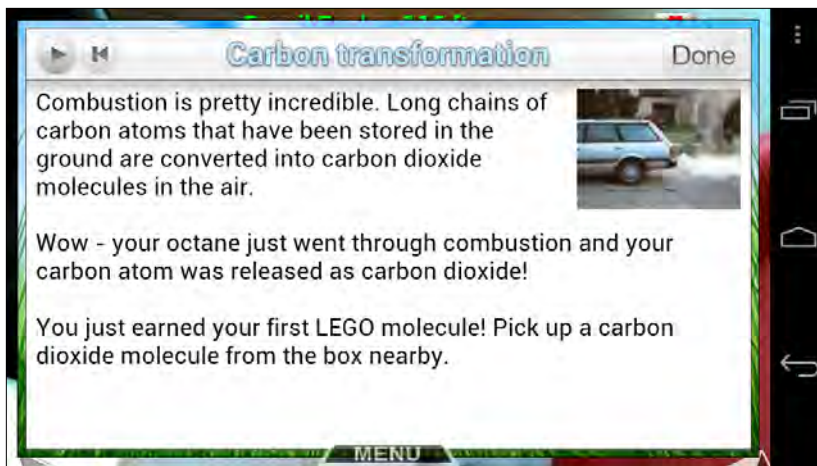 Carbon transformation
Done
Combustion is pretty incredible. Long chains of
carbon atoms that have been stored in the
ground are converted into carbon dioxide
molecules in the air.
Wow - your octane just went through combustion and your
carbon atom was released as carbon dioxide!
You just earned your first LEGO molecule! Pick up a carbon
dioxide molecule from the box nearby.
MENU